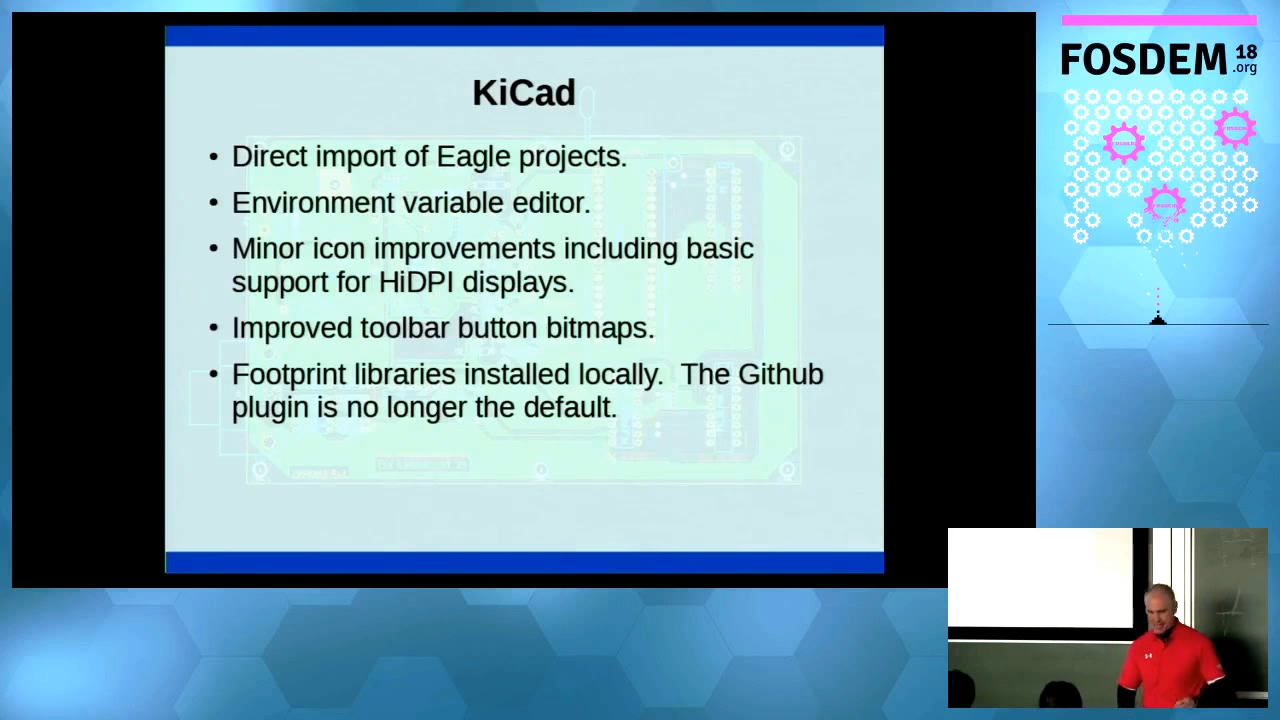 KiCad
• Direct import of Eagle projects.
• Environment variable editor.
• Minor icon improvements including basic
support for HiDPI displays.
• Improved toolbar button bitmaps.
• Footprint libraries installed locally.  The Github
plugin is no longer the default.
FOSDEM 18
.org